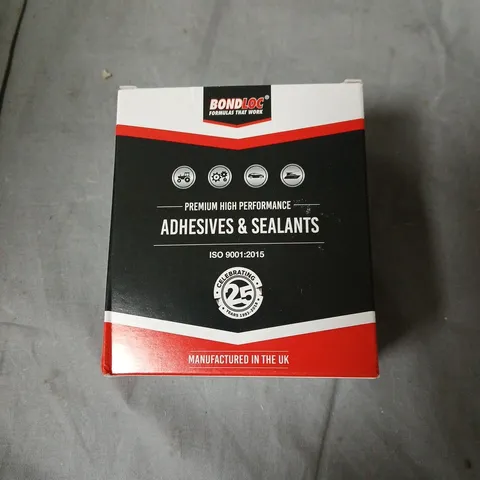 BONDLOC®
FORMULAS THAT WORK
PREMIUM HIGH PERFORMANCE
ADHESIVES & SEALANTS
ISO 9001:2015
CELEBRATING
25
MANUFACTURED IN THE UK